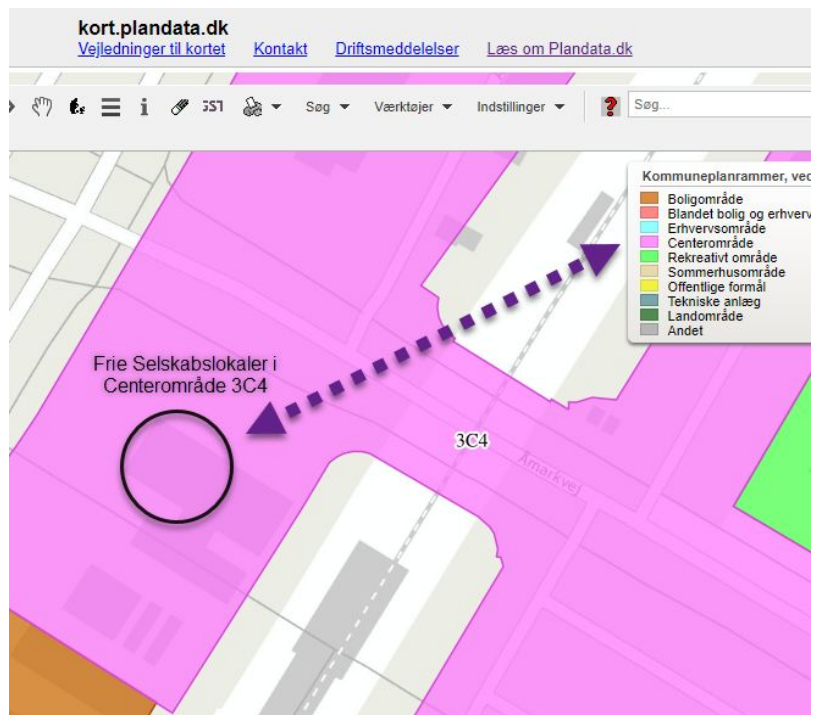 kort.plandata.dk
Vejledninger til kortet Kontakt Driftsmeddelelser Læs om Plandata.dk
Søg Værktøjer Indstillinger ? Søg...
Kommuneplanrammer, ved
Boligområde
Blandet bolig og erhverv
Erhvervsområde
Centerområde
Rekreativt område
Sommerhusområde
Offentlige formål
Tekniske anlæg
Landområde
Andet
Frie Selskabslokaler i
Centerområde 3C4
3C4
Åmarkvej